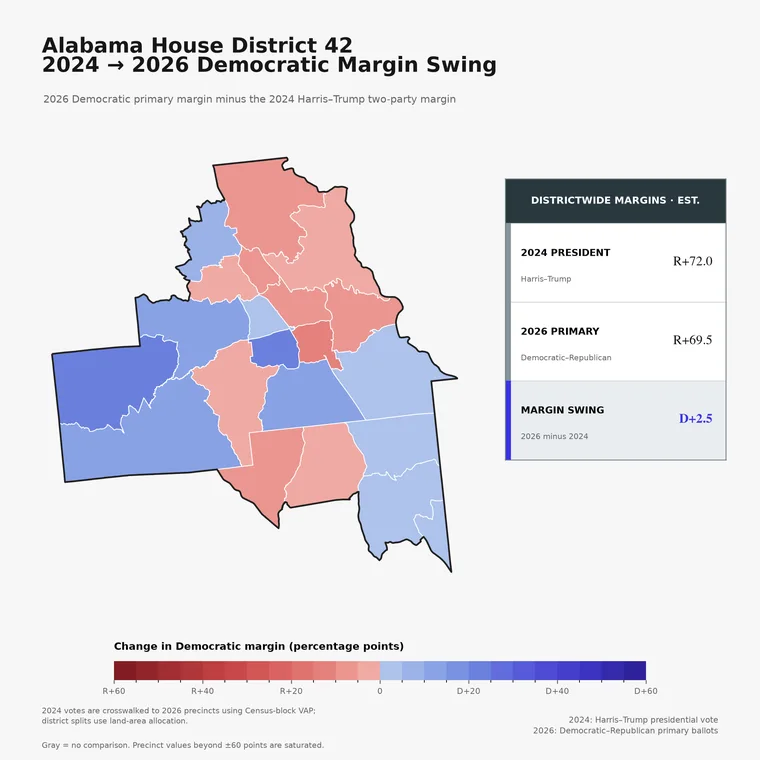 Alabama House District 42
2024 → 2026 Democratic Margin Swing
2026 Democratic primary margin minus the 2024 Harris–Trump two-party margin
DISTRICTWIDE MARGINS · EST.
2024 PRESIDENT
R+72.0
Harris–Trump
2026 PRIMARY
R+69.5
Democratic–Republican
MARGIN SWING
D+2.5
2026 minus 2024
Change in Democratic margin (percentage points)
R+60 R+40 R+20 0 D+20 D+40 D+60
2024 votes are crosswalked to 2026 precincts using Census-block VAP;
district splits use land-area allocation.
Gray = no comparison. Precinct values beyond ±60 points are saturated.
2024: Harris–Trump presidential vote
2026: Democratic–Republican primary ballots